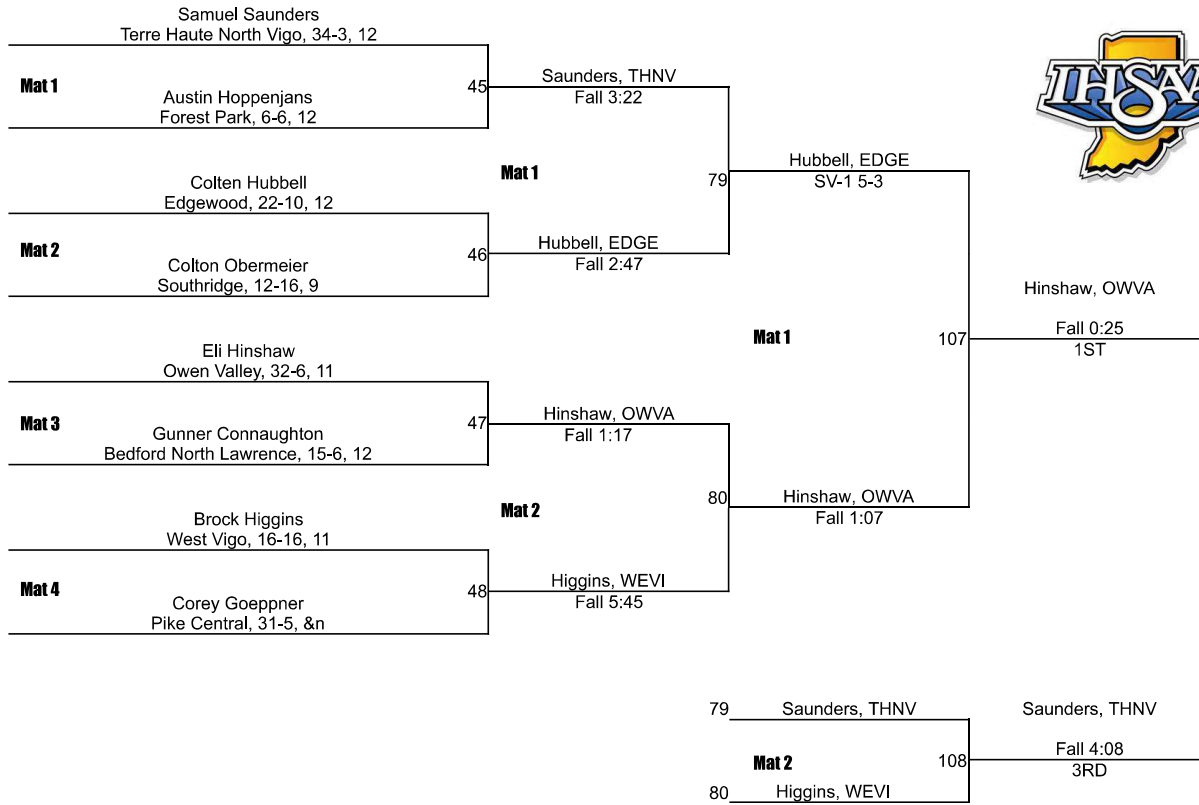 Samuel Saunders
Terre Haute North Vigo, 34-3, 12
Mat 1
45
Austin Hoppenjans
Forest Park, 6-6, 12
Saunders, THNV
Fall 3:22
IHSAA
Mat 1
79
Hubbell, EDGE
SV-1 5-3
Colten Hubbell
Edgewood, 22-10, 12
Mat 2
46
Colton Obermeier
Southridge, 12-16, 9
Hubbell, EDGE
Fall 2:47
Mat 1
107
Hinshaw, OWVA
Fall 0:25
1ST
Eli Hinshaw
Owen Valley, 32-6, 11
Mat 3
47
Gunner Connaughton
Bedford North Lawrence, 15-6, 12
Hinshaw, OWVA
Fall 1:17
Mat 2
80
Hinshaw, OWVA
Fall 1:07
Brock Higgins
West Vigo, 16-16, 11
Mat 4
48
Corey Goeppner
Pike Central, 31-5, &n
Higgins, WEVI
Fall 5:45
79
Saunders, THNV
Mat 2
108
80
Higgins, WEVI
Saunders, THNV
Fall 4:08
3RD